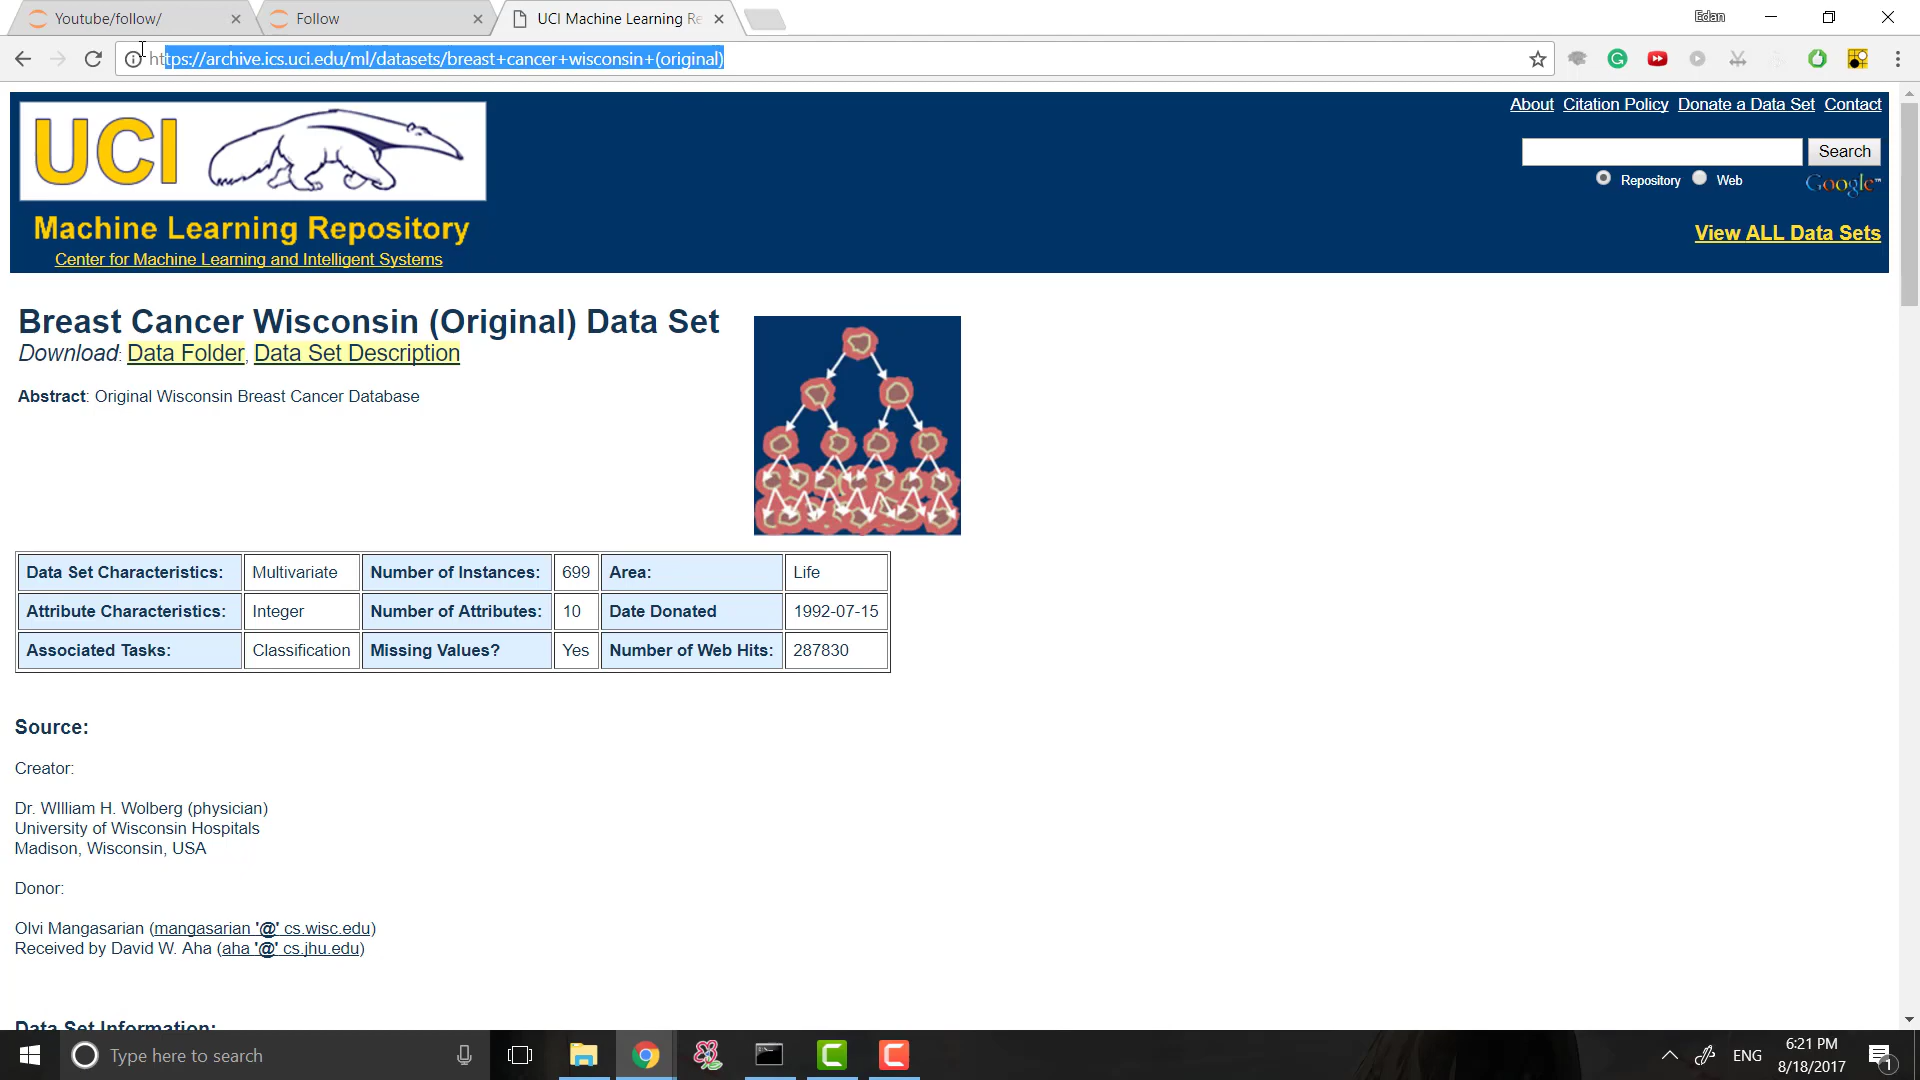 Youtube/follow/
Follow
UCI Machine Learning Re
Edan
https://archive.ics.uci.edu/ml/datasets/breast+cancer+wisconsin+(original)
About Citation Policy Donate a Data Set Contact
UCI
Search
Repository Web Google™
Machine Learning Repository
View ALL Data Sets
Center for Machine Learning and Intelligent Systems
Breast Cancer Wisconsin (Original) Data Set
Download: Data Folder, Data Set Description
Abstract: Original Wisconsin Breast Cancer Database
Data Set Characteristics: Multivariate Number of Instances: 699 Area: Life
Attribute Characteristics: Integer Number of Attributes: 10 Date Donated 1992-07-15
Associated Tasks: Classification Missing Values? Yes Number of Web Hits: 287830
Source:
Creator:
Dr. WIlliam H. Wolberg (physician)
University of Wisconsin Hospitals
Madison, Wisconsin, USA
Donor:
Olvi Mangasarian (mangasarian '@' cs.wisc.edu)
Received by David W. Aha (aha '@' cs.jhu.edu)
Data Set Information:
Type here to search
ENG
6:21 PM
8/18/2017
1